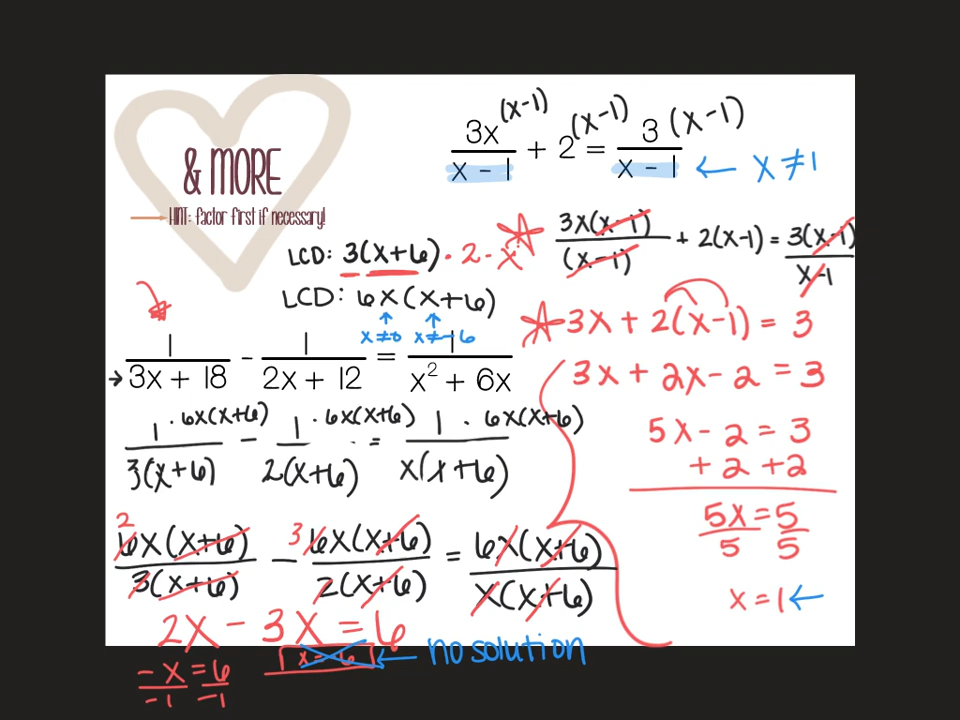 & MORE
HINT: factor first if necessary!
3x (x-1) / x - 1 + 2 (x-1) = 3 (x-1) / x - 1 ← x ≠ 1
3x(x-1) / (x-1) + 2(x-1) = 3(x-1) / x-1
3x + 2(x-1) = 3
3x + 2x - 2 = 3
5x - 2 = 3
+ 2 + 2
5x / 5 = 5 / 5
x = 1 ←
LCD: 3(x+6) · 2 · x
LCD: 6x(x+6)
x≠0 x≠-6
→ 1 / 3x + 18 - 1 / 2x + 12 = 1 / x² + 6x
1 · 6x(x+6) / 3(x+6) - 1 · 6x(x+6) / 2(x+6) = 1 · 6x(x+6) / x(x+6)
2 6x(x+6) / 3(x+6) - 3 6x(x+6) / 2(x+6) = 6x(x+6) / x(x+6)
2x - 3x = 6
-x / -1 = 6 / -1
x = -6 ← no solution